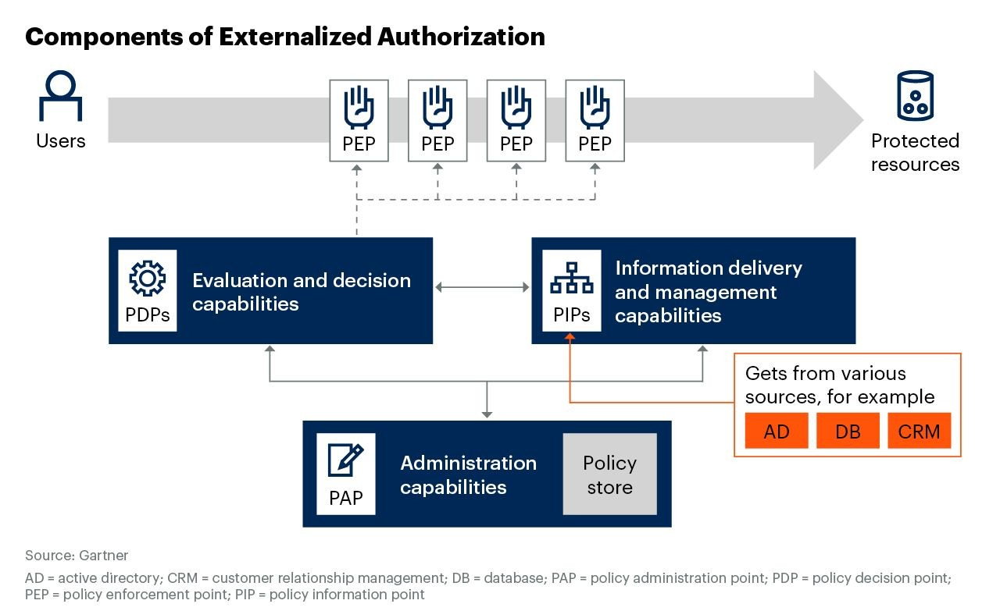 Components of Externalized Authorization
Users
PEP
PEP
PEP
PEP
Protected
resources
PDPs
Evaluation and decision
capabilities
PIPs
Information delivery
and management
capabilities
Gets from various
sources, for example
AD
DB
CRM
PAP
Administration
capabilities
Policy
store
Source: Gartner
AD = active directory; CRM = customer relationship management; DB = database; PAP = policy administration point; PDP = policy decision point;
PEP = policy enforcement point; PIP = policy information point